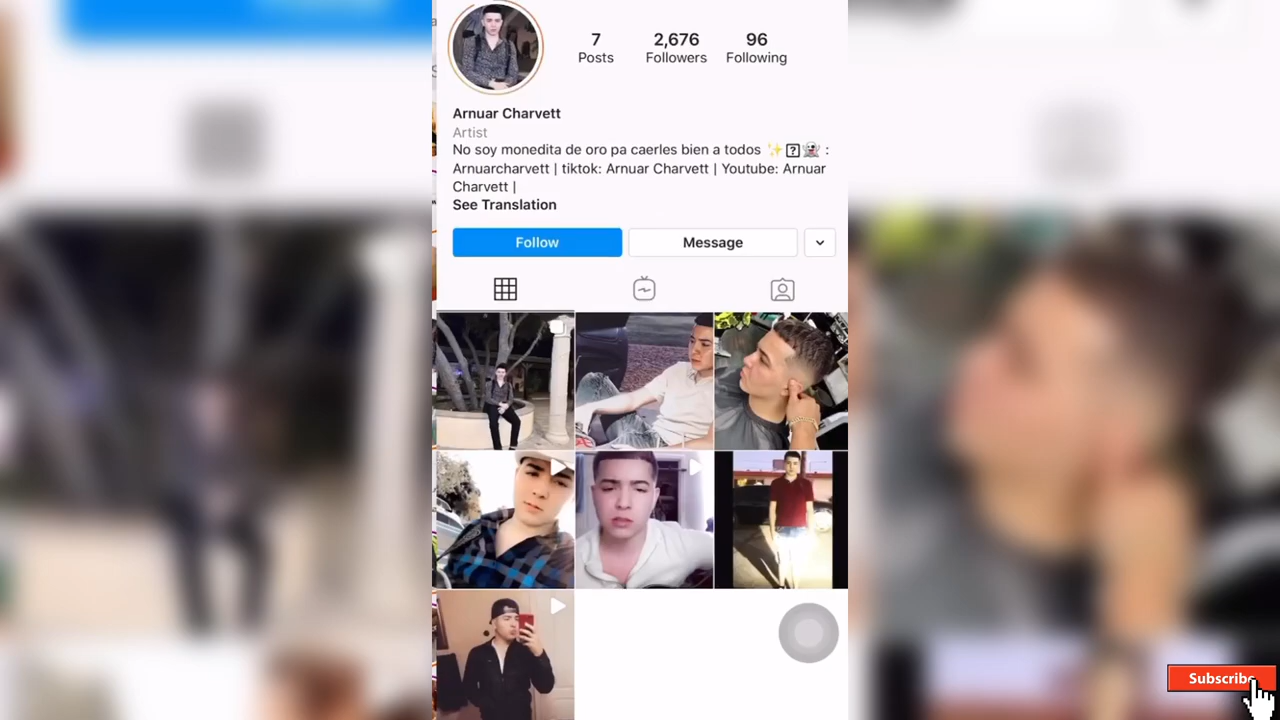 7 2,676 96
Posts Followers Following
Arnuar Charvett
Artist
No soy monedita de oro pa caerles bien a todos ✨👻 :
Arnuarcharvett | tiktok: Arnuar Charvett | Youtube: Arnuar
Charvett |
See Translation
Follow Message
Subscribe